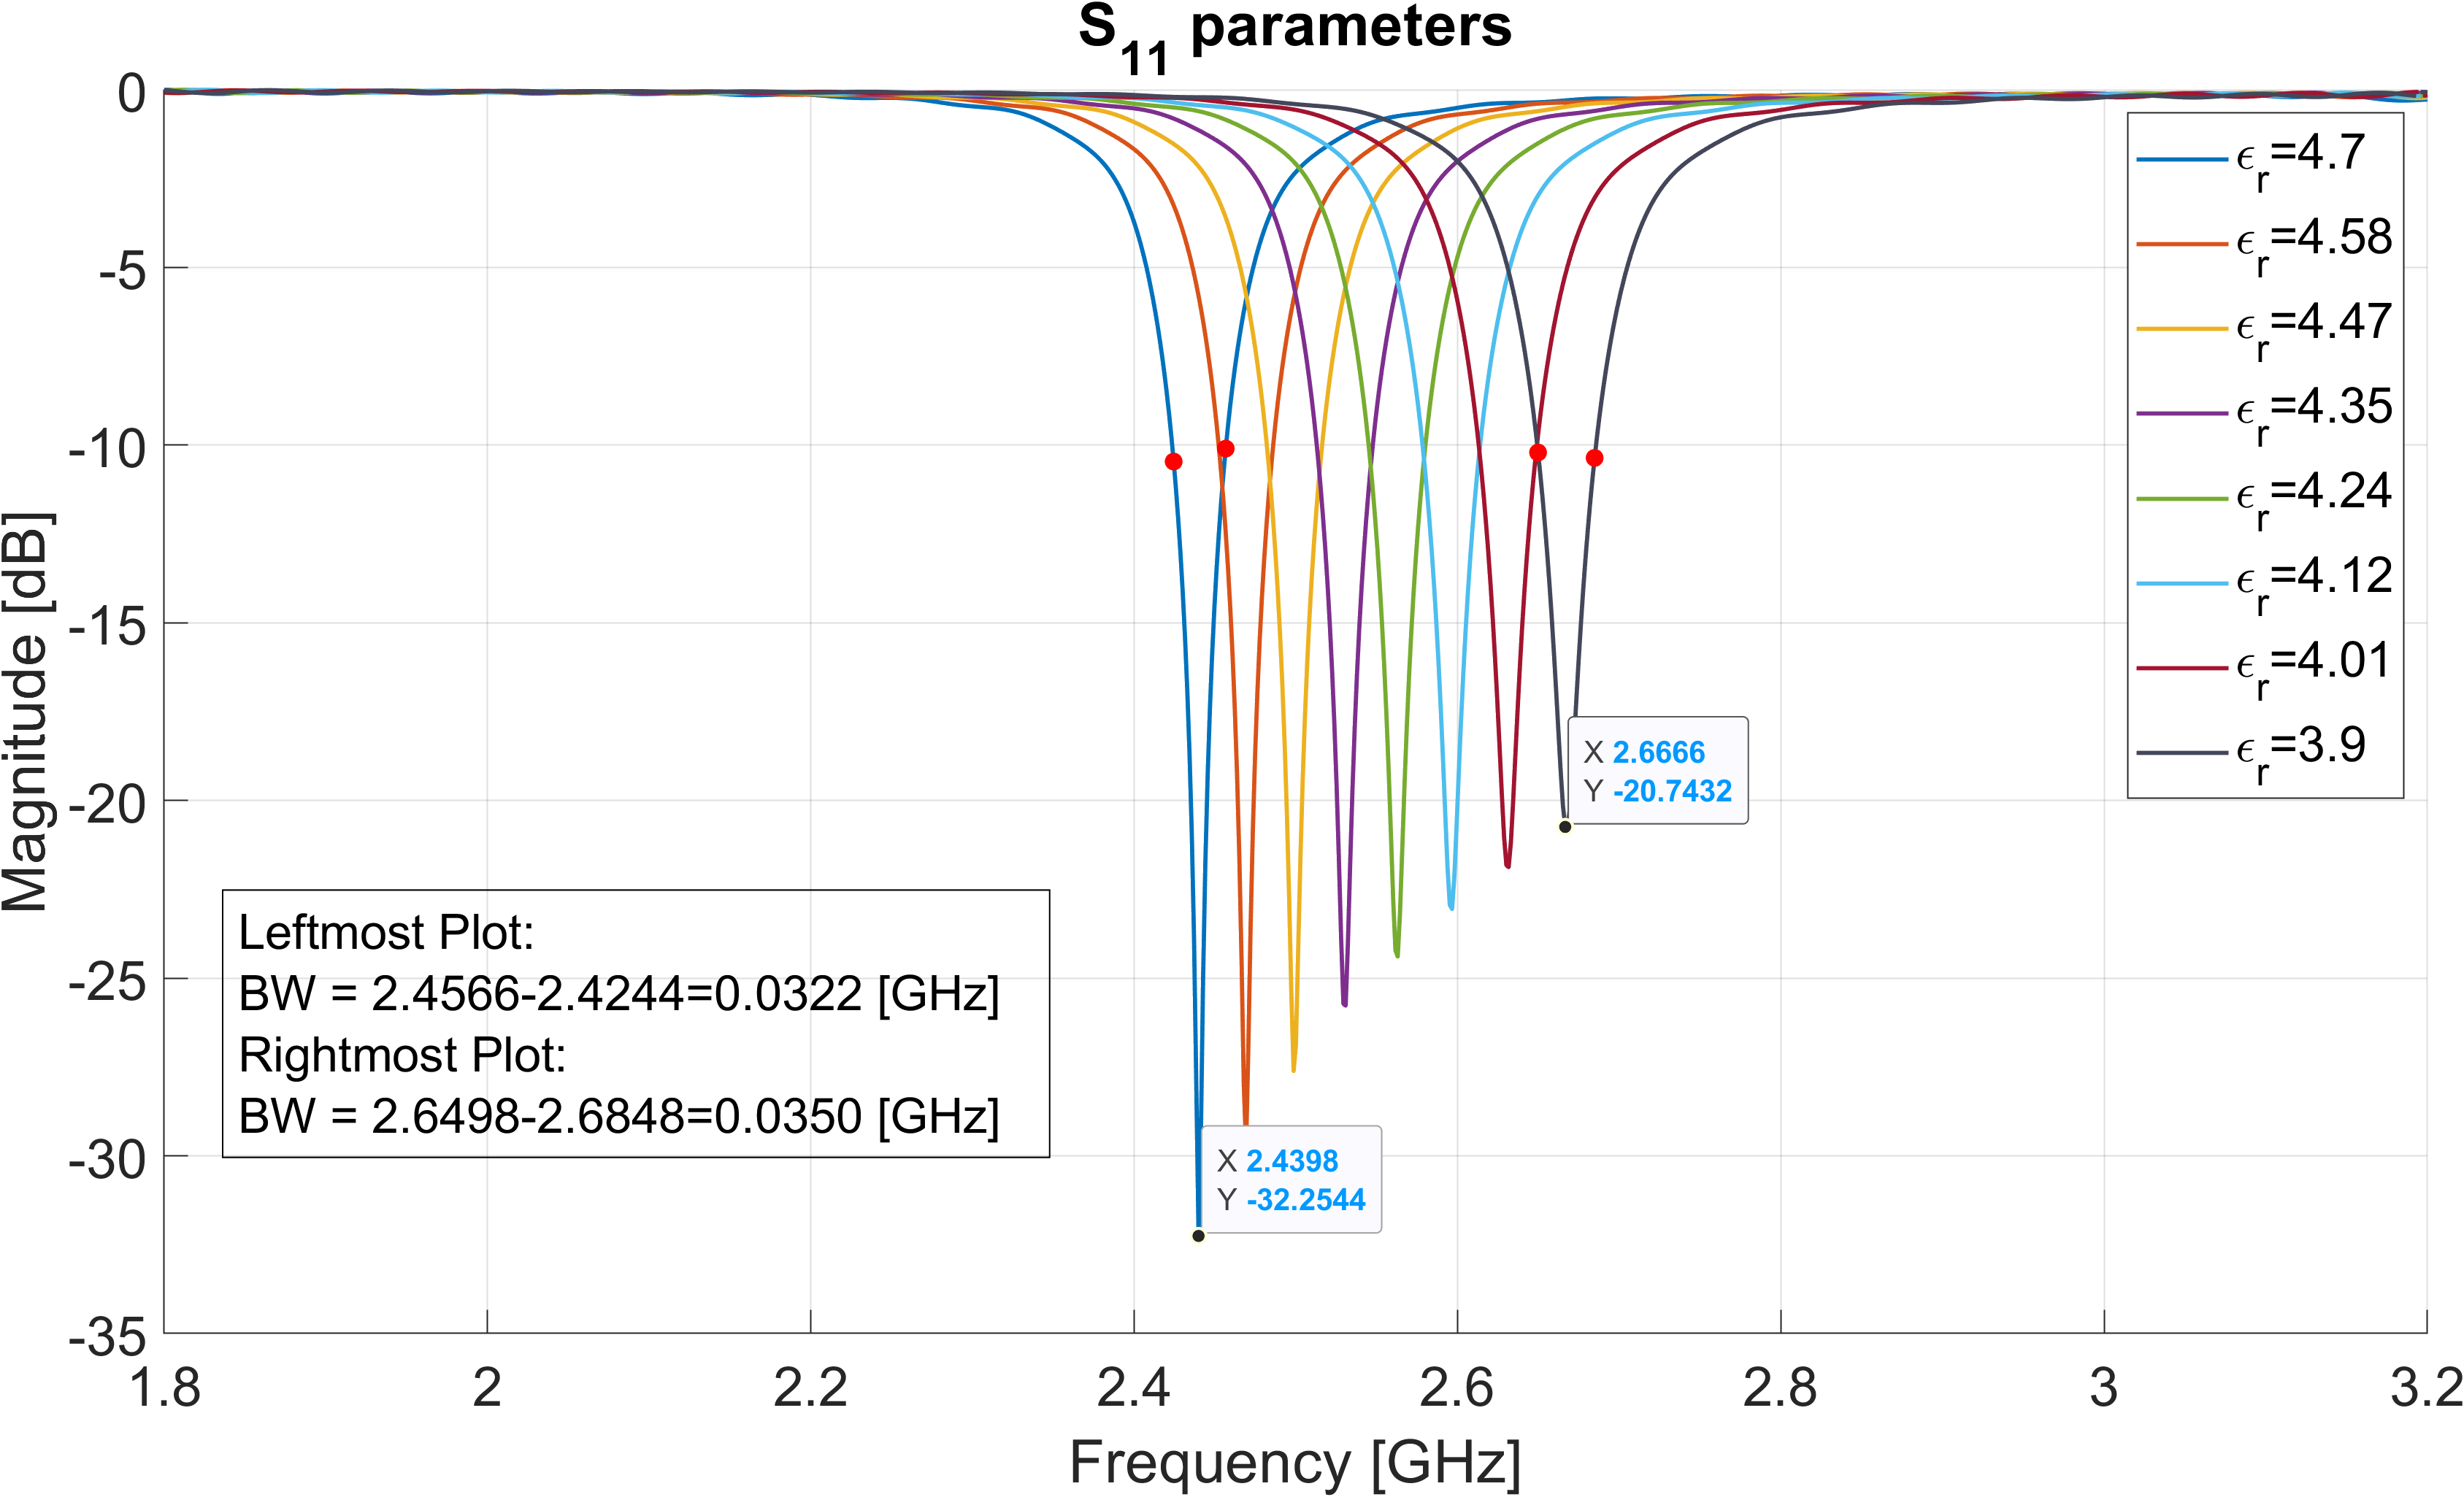 S11 parameters
0
-5
-10
-15
-20
-25
-30
-35
Magnitude [dB]
1.8 2 2.2 2.4 2.6 2.8 3 3.2
Frequency [GHz]
ϵr=4.7
ϵr=4.58
ϵr=4.47
ϵr=4.35
ϵr=4.24
ϵr=4.12
ϵr=4.01
ϵr=3.9
X 2.6666
Y -20.7432
Leftmost Plot:
BW = 2.4566-2.4244=0.0322 [GHz]
Rightmost Plot:
BW = 2.6498-2.6848=0.0350 [GHz]
X 2.4398
Y -32.2544